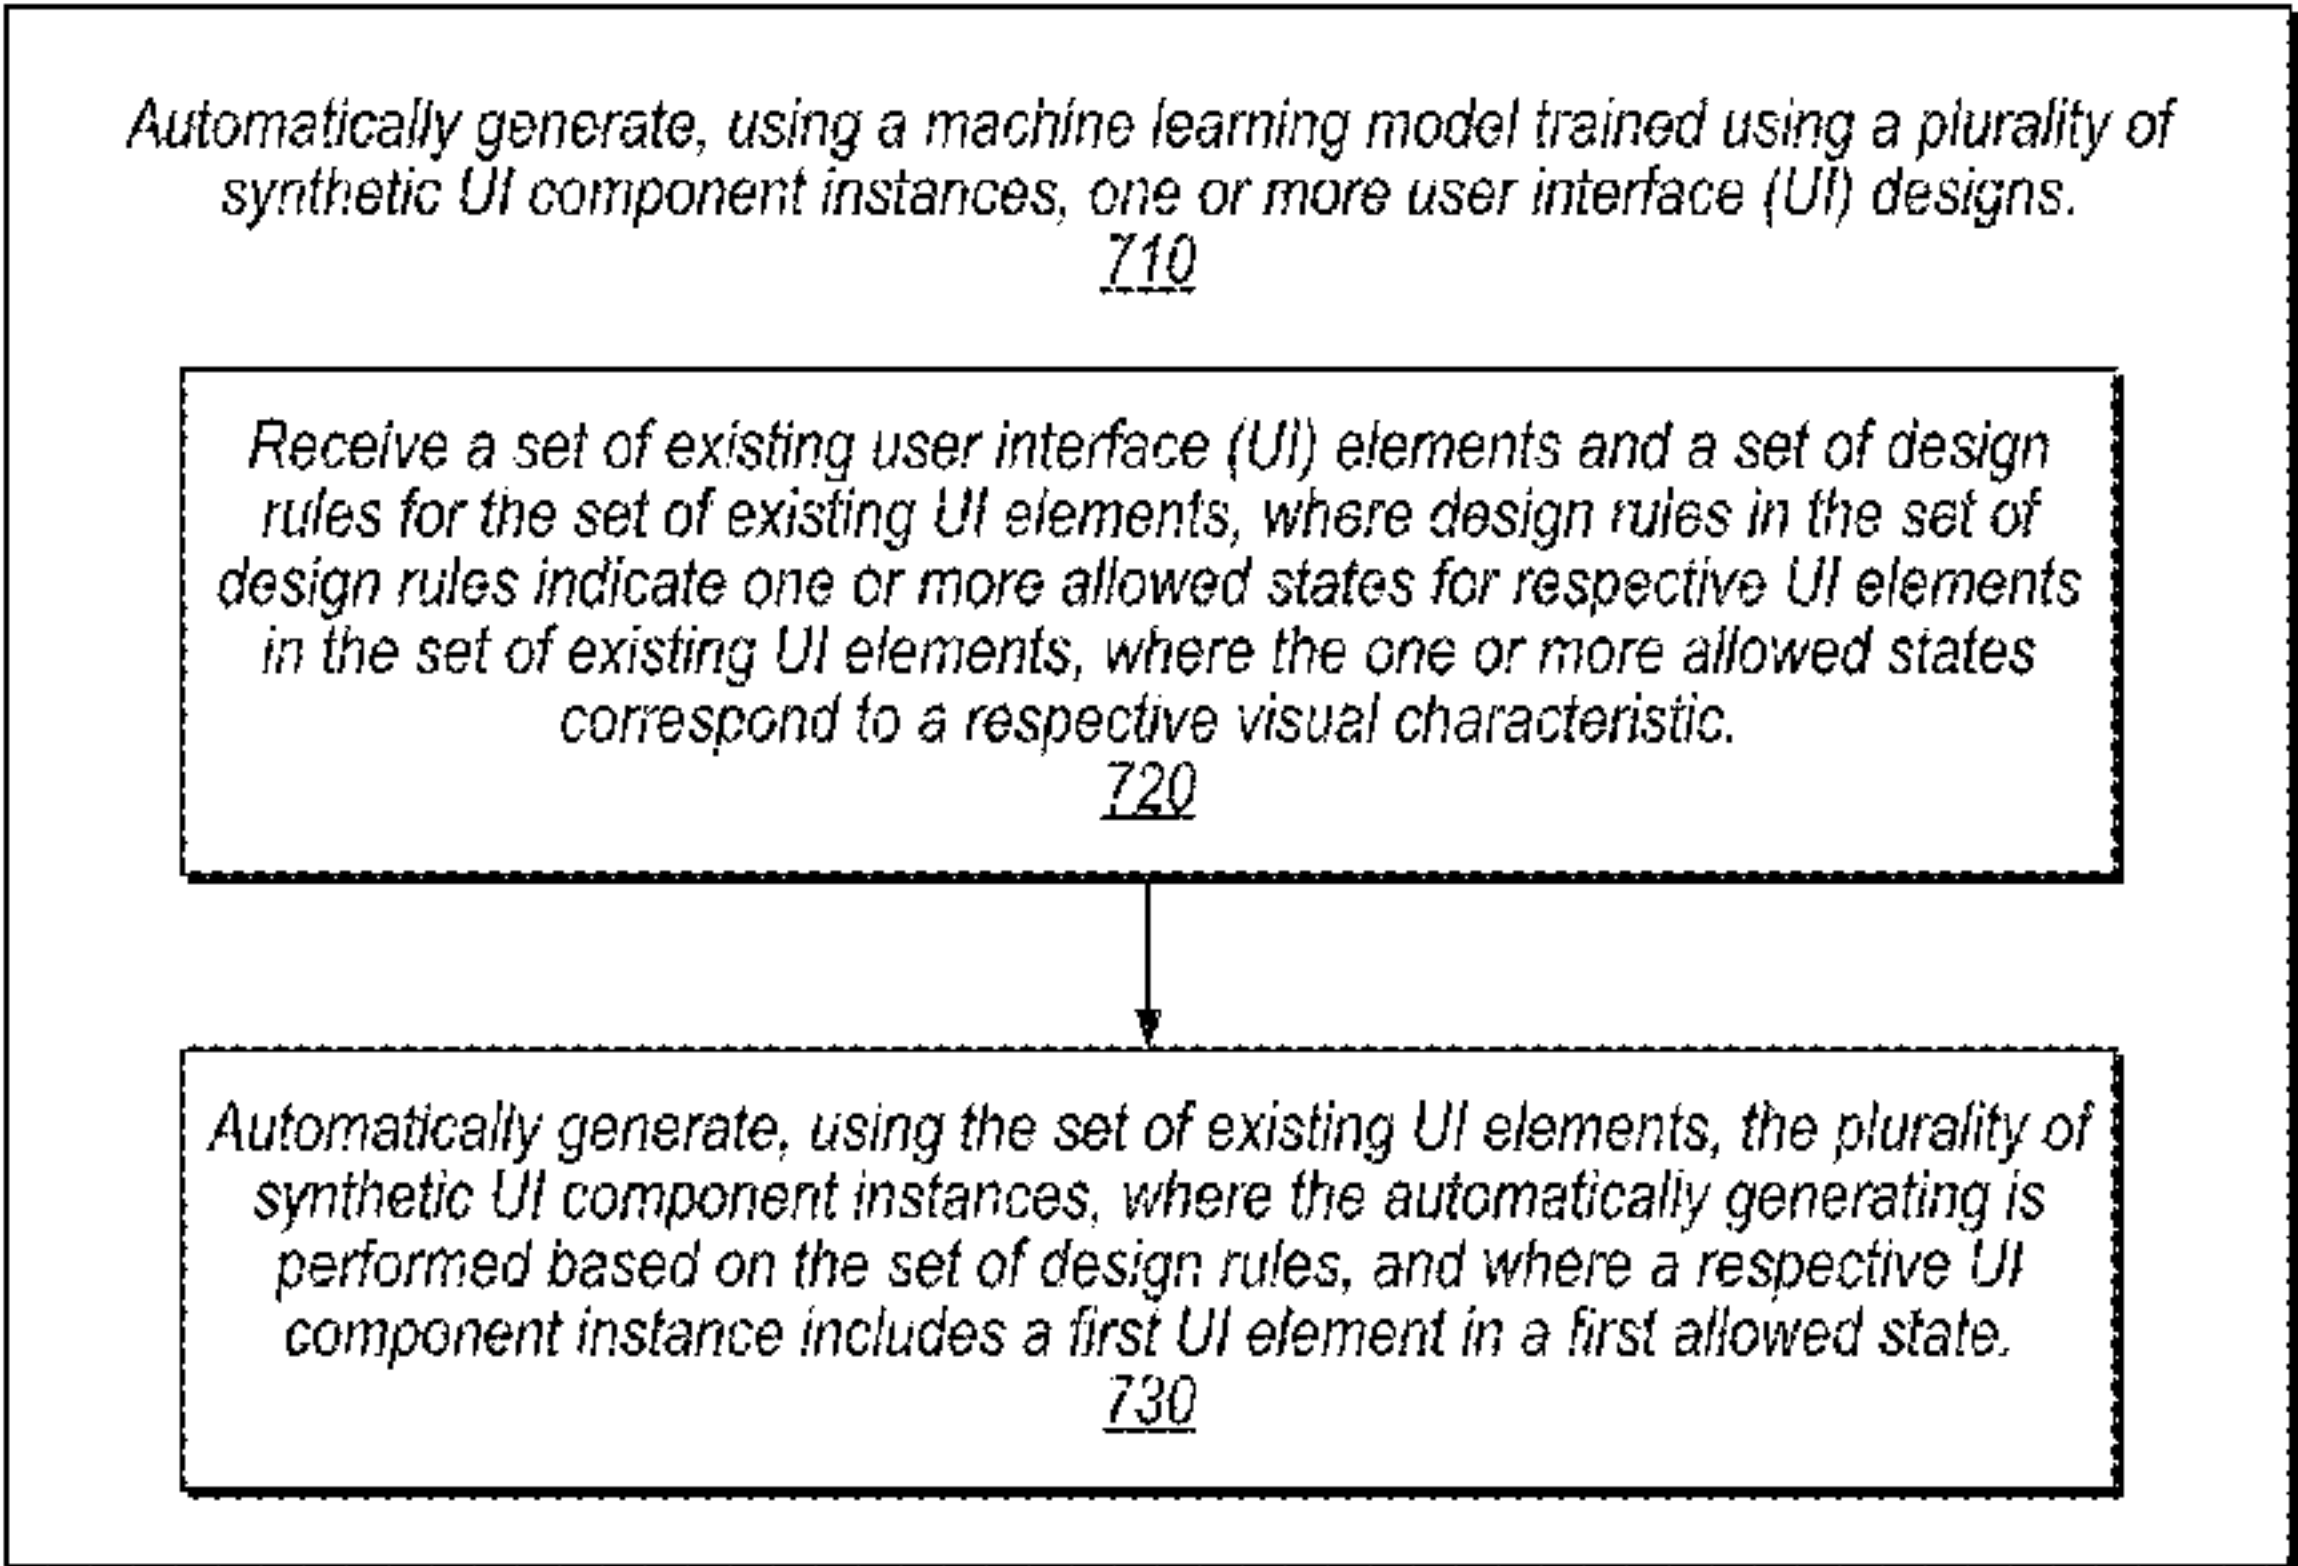 Automatically generate, using a machine learning model trained using a plurality of
synthetic UI component instances, one or more user interface (UI) designs.
710
Receive a set of existing user interface (UI) elements and a set of design
rules for the set of existing UI elements, where design rules in the set of
design rules indicate one or more allowed states for respective UI elements
in the set of existing UI elements, where the one or more allowed states
correspond to a respective visual characteristic.
720
Automatically generate, using the set of existing UI elements, the plurality of
synthetic UI component instances, where the automatically generating is
performed based on the set of design rules, and where a respective UI
component instance includes a first UI element in a first allowed state.
730